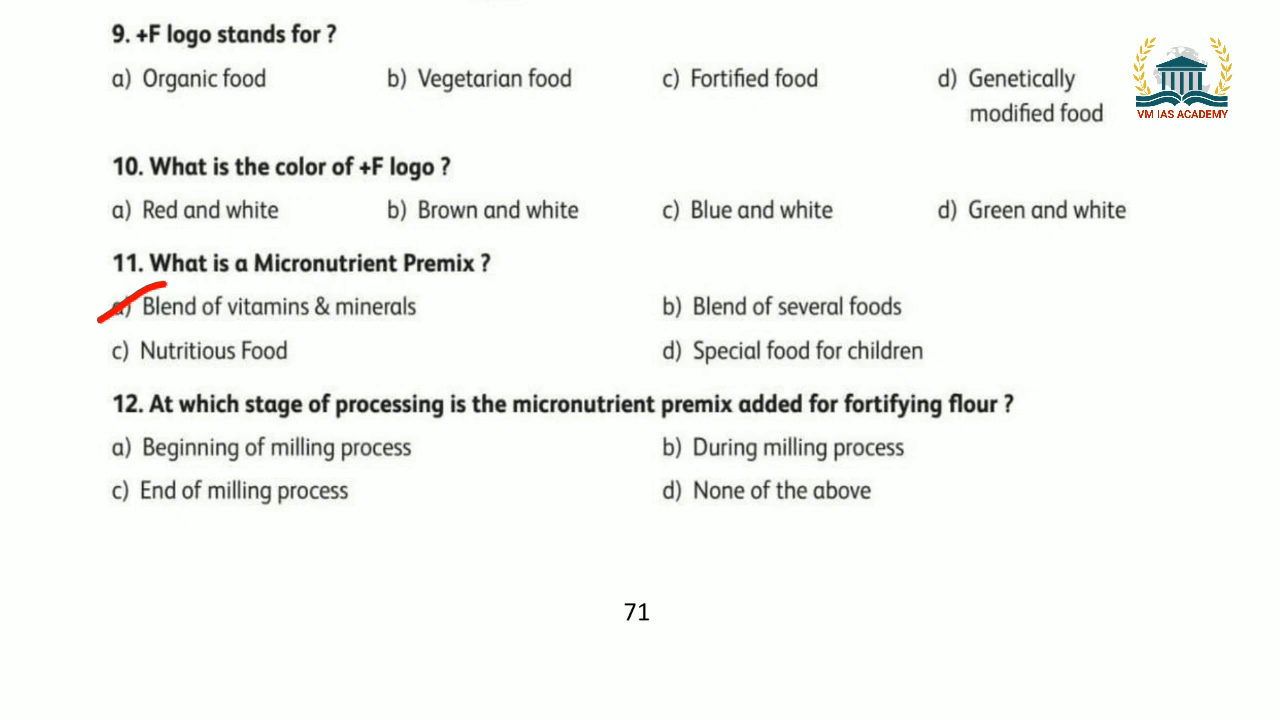 9. +F logo stands for ?
a) Organic food b) Vegetarian food c) Fortified food d) Genetically
modified food
VM IAS ACADEMY
10. What is the color of +F logo ?
a) Red and white b) Brown and white c) Blue and white d) Green and white
11. What is a Micronutrient Premix ?
a) Blend of vitamins & minerals b) Blend of several foods
c) Nutritious Food d) Special food for children
12. At which stage of processing is the micronutrient premix added for fortifying flour ?
a) Beginning of milling process b) During milling process
c) End of milling process d) None of the above
71